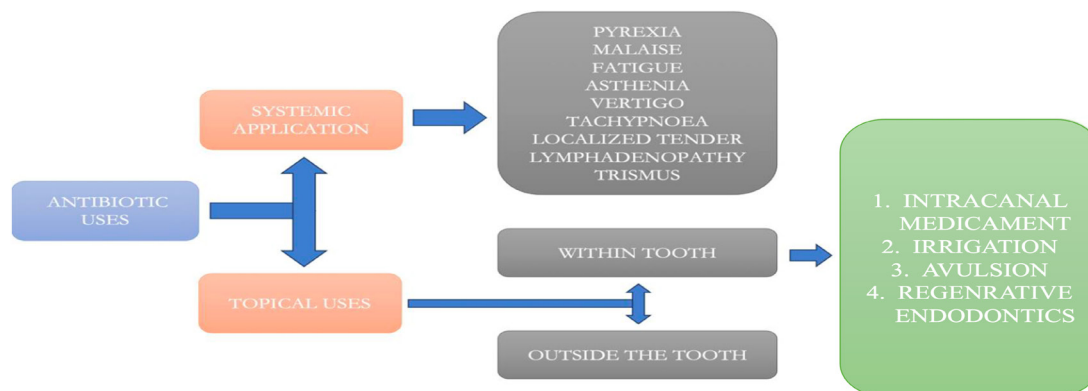 ANTIBIOTIC
USES
SYSTEMIC
APPLICATION
PYREXIA
MALAISE
FATIGUE
ASTHENIA
VERTIGO
TACHYPNOEA
LOCALIZED TENDER
LYMPHADENOPATHY
TRISMUS
TOPICAL USES
WITHIN TOOTH
OUTSIDE THE TOOTH
1. INTRACANAL
MEDICAMENT
2. IRRIGATION
3. AVULSION
4. REGENRATIVE
ENDODONTICS